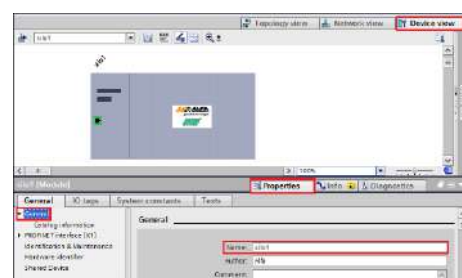 Topology view Network view Device view
100%
[Module]
Properties Info Diagnostics
General IO tags System constants Texts
General
Catalog information
PROFINET interface [X1]
Identification & Maintenance
Hardware identifier
Shared Device
General
Name:
Author:
Comment: